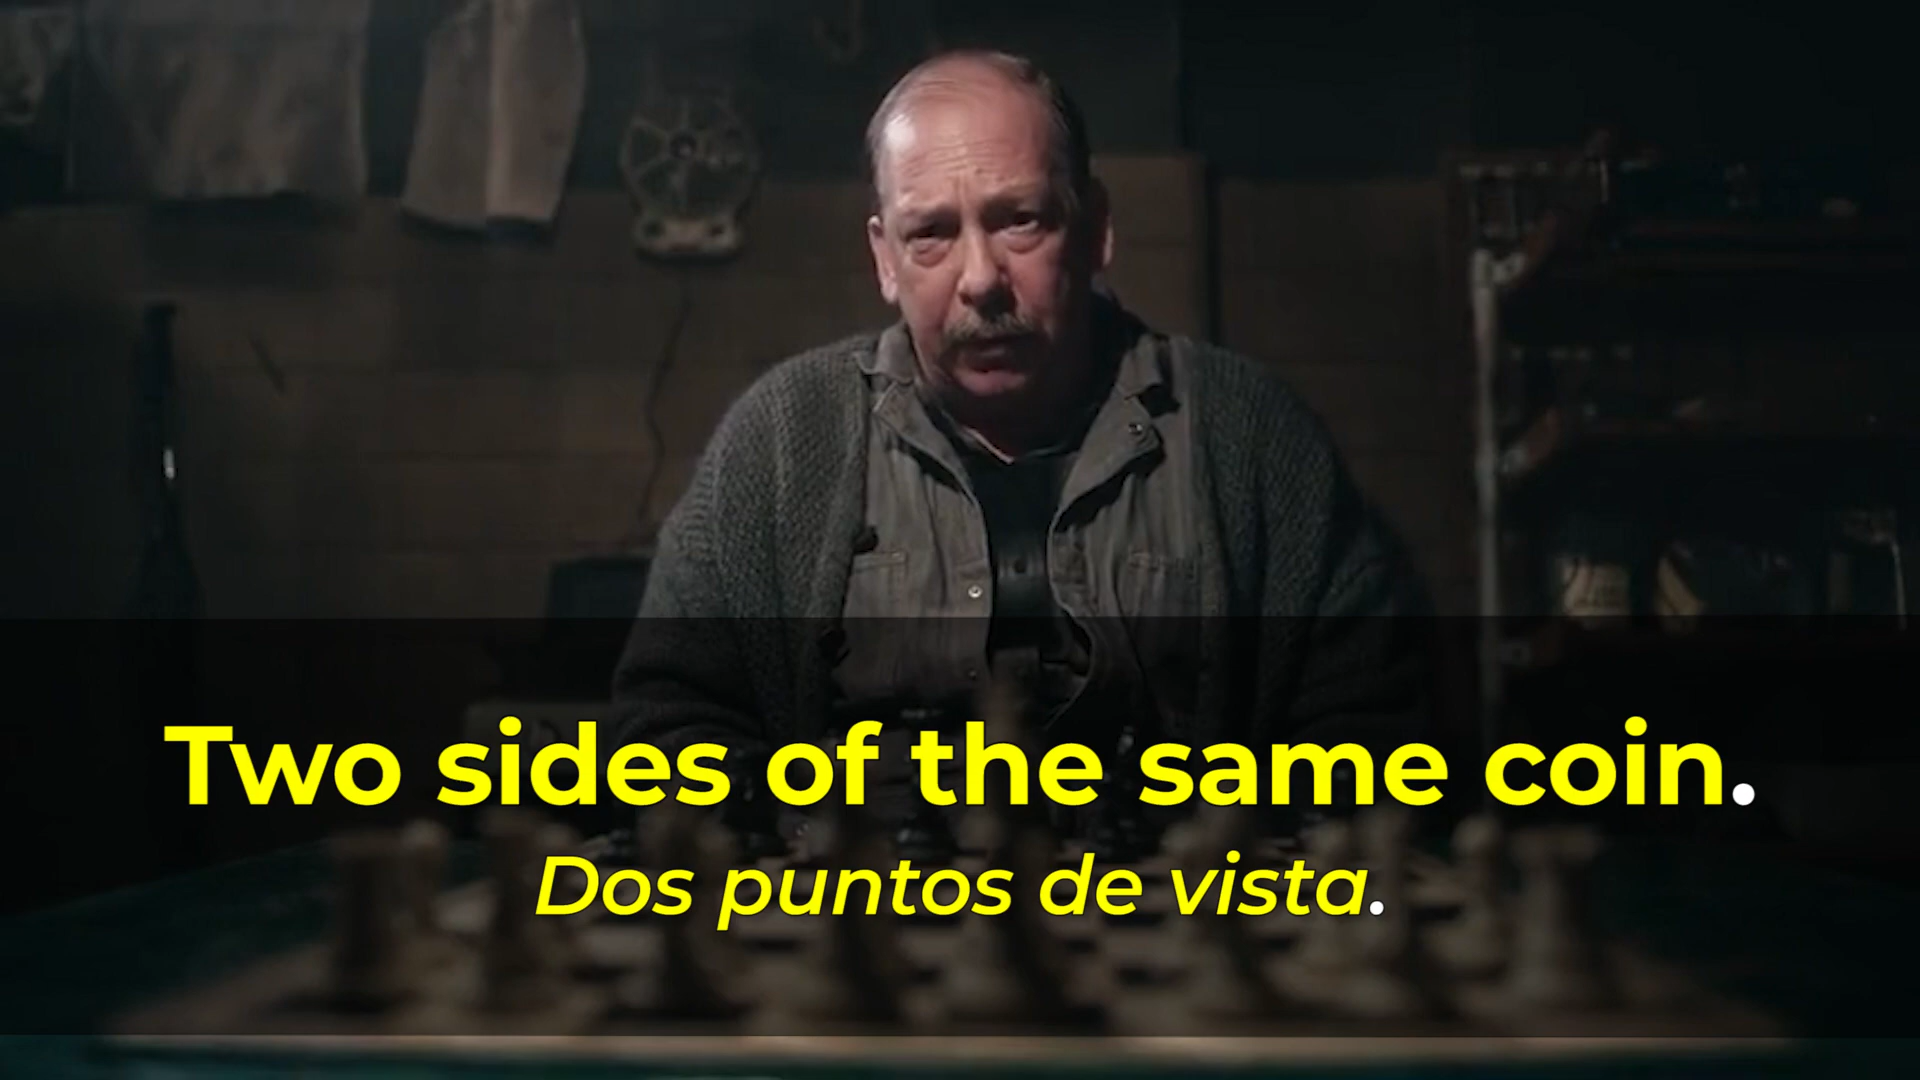 Two sides of the same coin.
Dos puntos de vista.